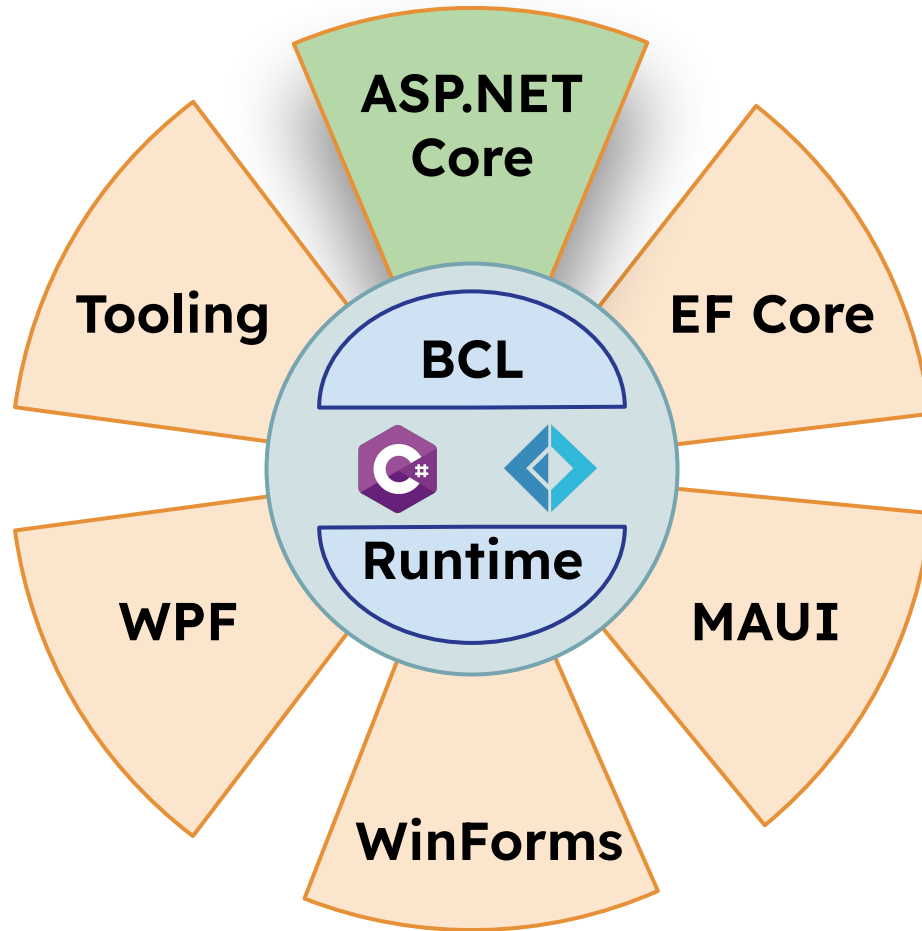 ASP.NET
Core
Tooling
EF Core
BCL
C#
Runtime
WPF
MAUI
WinForms